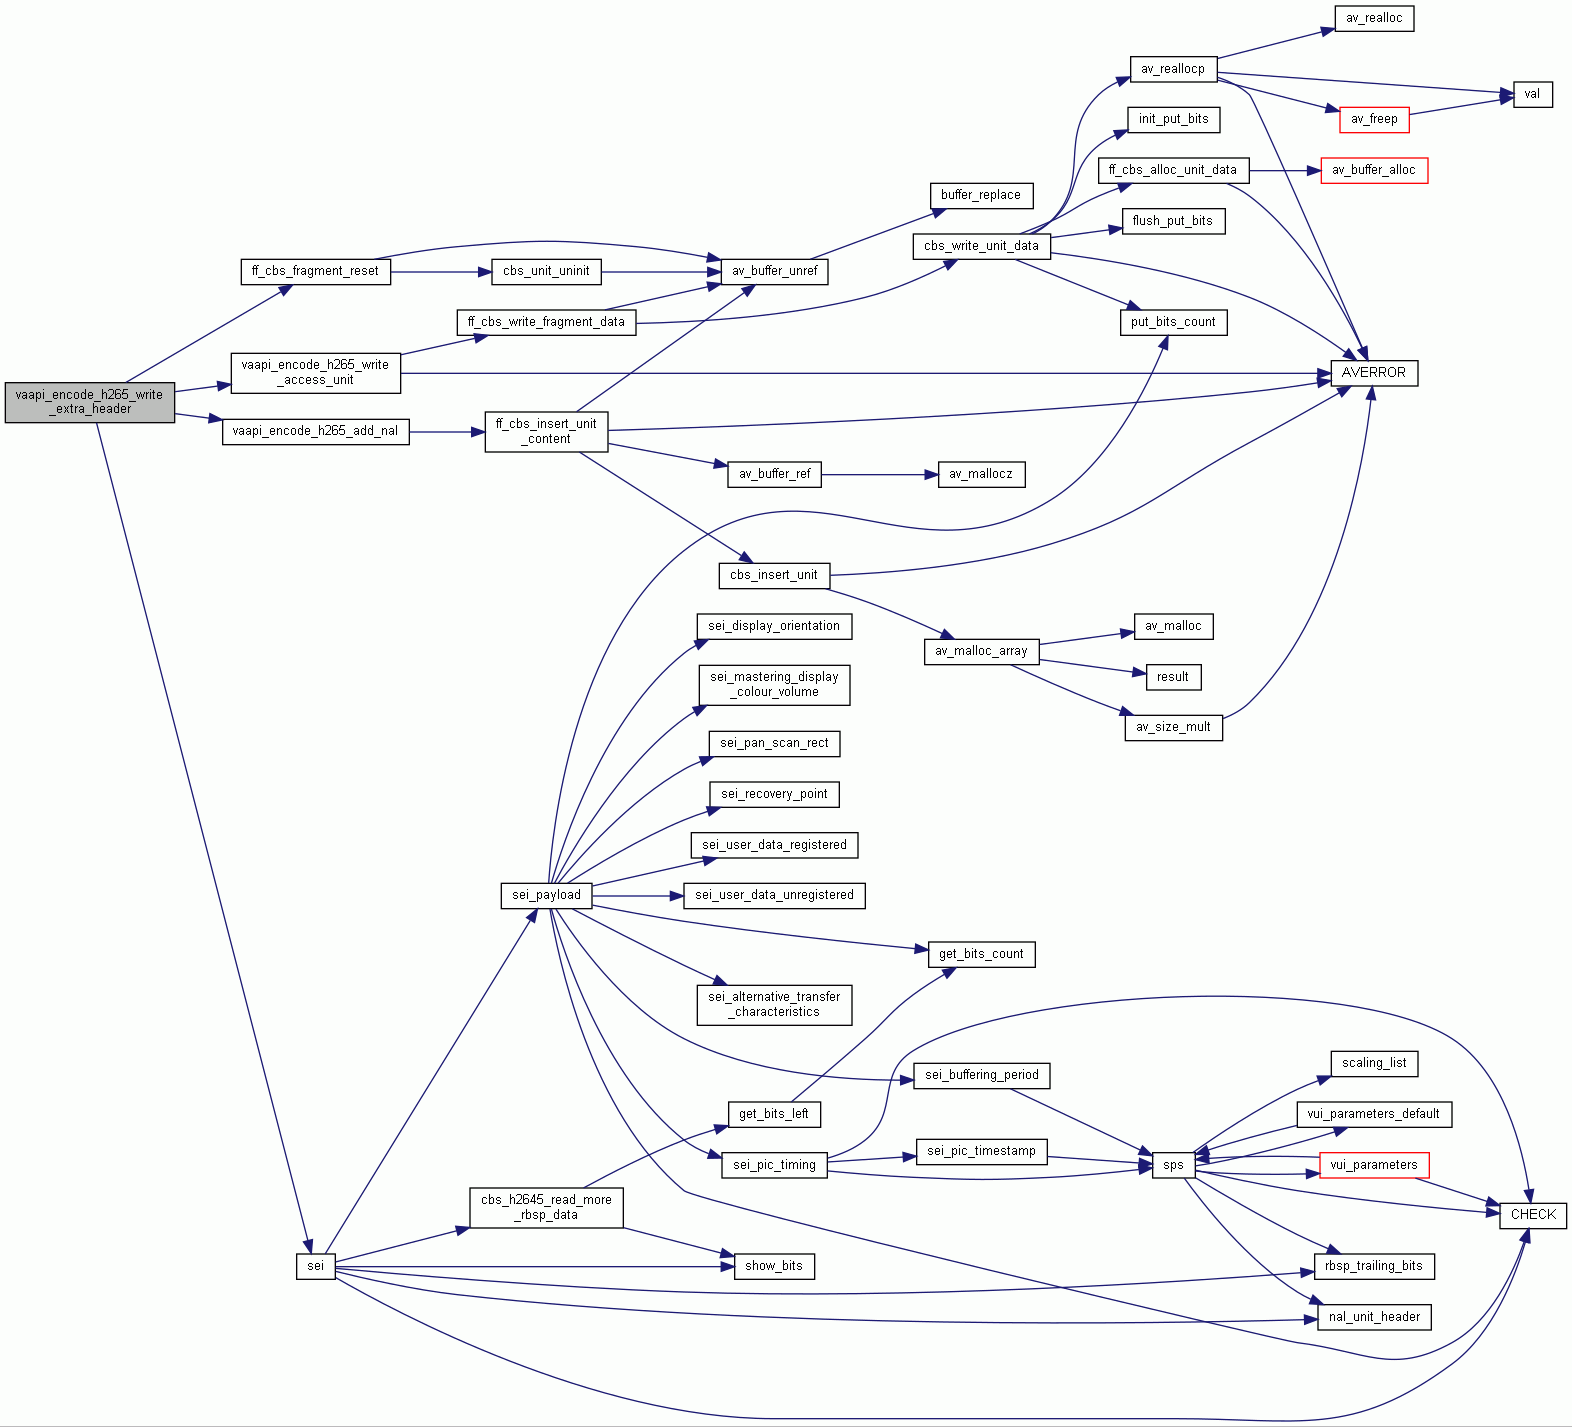 av_realloc
av_reallocp
val
init_put_bits
av_freep
ff_cbs_alloc_unit_data
av_buffer_alloc
buffer_replace
flush_put_bits
cbs_write_unit_data
ff_cbs_fragment_reset
cbs_unit_uninit
av_buffer_unref
ff_cbs_write_fragment_data
put_bits_count
vaapi_encode_h265_write
_access_unit
AVERROR
vaapi_encode_h265_write
_extra_header
vaapi_encode_h265_add_nal
ff_cbs_insert_unit
_content
av_buffer_ref
av_mallocz
cbs_insert_unit
sei_display_orientation
av_malloc
av_malloc_array
sei_mastering_display
_colour_volume
result
av_size_mult
sei_pan_scan_rect
sei_recovery_point
sei_user_data_registered
sei_payload
sei_user_data_unregistered
get_bits_count
sei_alternative_transfer
_characteristics
scaling_list
sei_buffering_period
get_bits_left
vui_parameters_default
sei_pic_timestamp
sei_pic_timing
sps
vui_parameters
cbs_h2645_read_more
_rbsp_data
CHECK
sei
show_bits
rbsp_trailing_bits
nal_unit_header